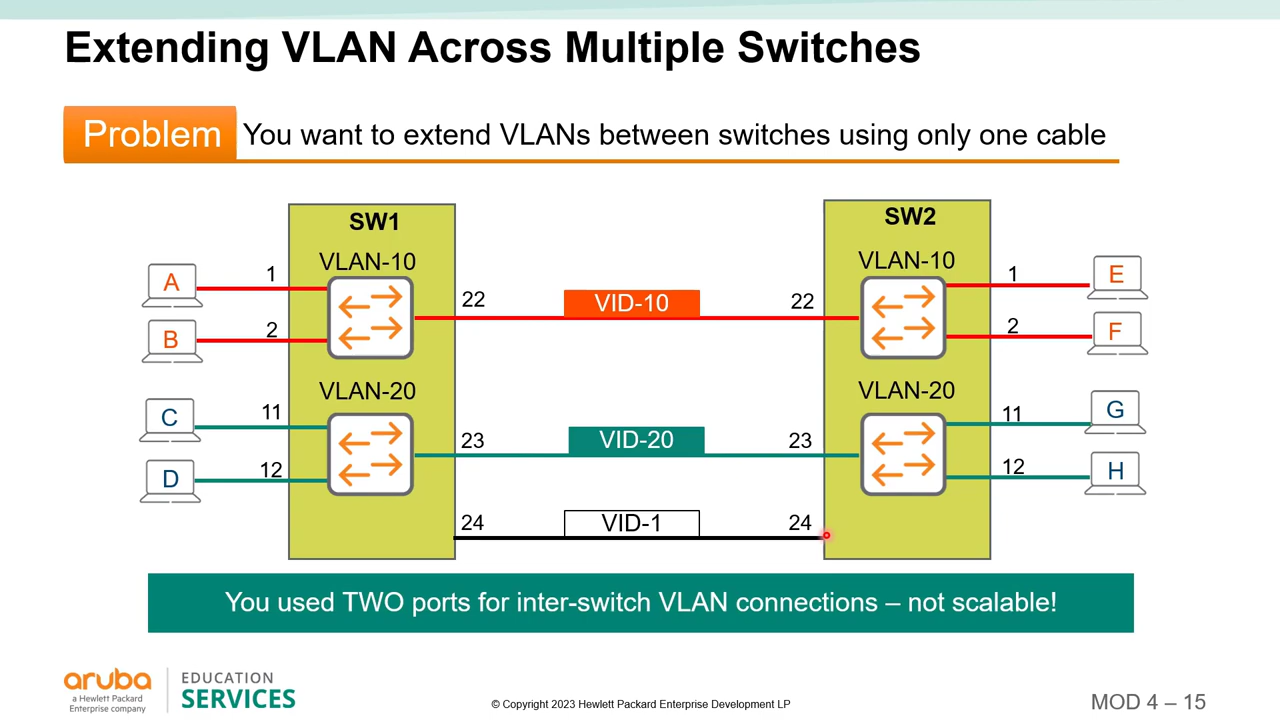 Extending VLAN Across Multiple Switches
Problem You want to extend VLANs between switches using only one cable
SW1
SW2
VLAN-10
VLAN-10
A
1
22
VID-10
22
1
E
B
2
2
F
VLAN-20
VLAN-20
C
11
23
VID-20
23
11
G
D
12
12
H
24
VID-1
24
You used TWO ports for inter-switch VLAN connections – not scalable!
aruba
a Hewlett Packard
Enterprise company
EDUCATION
SERVICES
© Copyright 2023 Hewlett Packard Enterprise Development LP
MOD 4 – 15